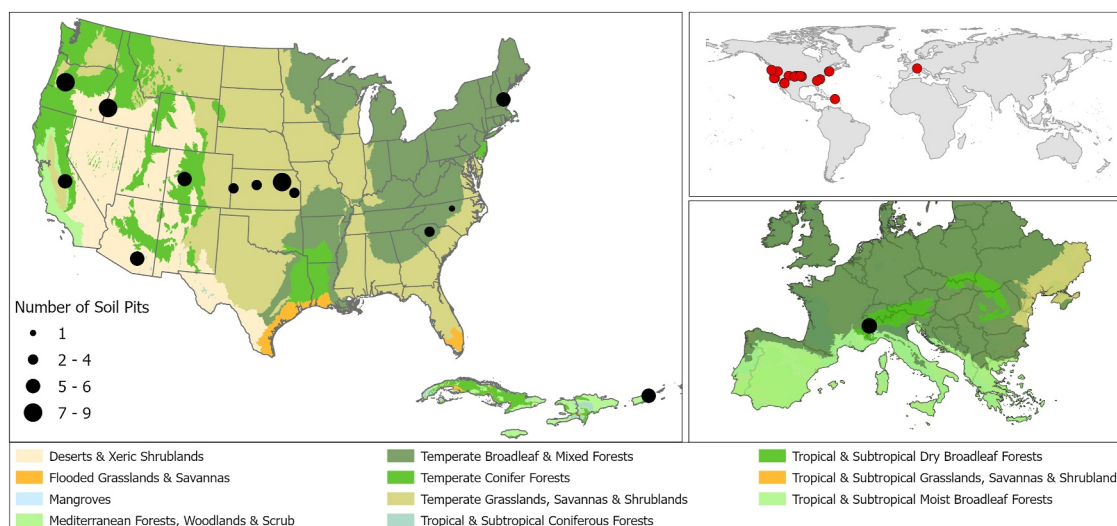 Number of Soil Pits
1
2 - 4
5 - 6
7 - 9
Deserts & Xeric Shrublands
Flooded Grasslands & Savannas
Mangroves
Mediterranean Forests, Woodlands & Scrub
Temperate Broadleaf & Mixed Forests
Temperate Conifer Forests
Temperate Grasslands, Savannas & Shrublands
Tropical & Subtropical Coniferous Forests
Tropical & Subtropical Dry Broadleaf Forests
Tropical & Subtropical Grasslands, Savannas & Shrubland
Tropical & Subtropical Moist Broadleaf Forests